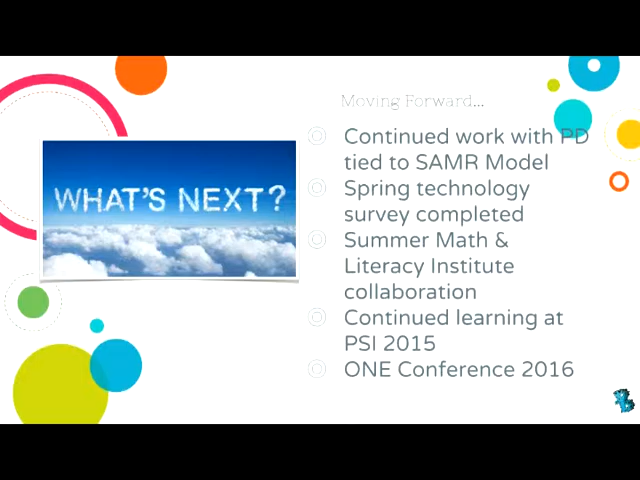 Moving Forward...
WHAT'S NEXT?
Continued work with PD
tied to SAMR Model
Spring technology
survey completed
Summer Math &
Literacy Institute
collaboration
Continued learning at
PSI 2015
ONE Conference 2016